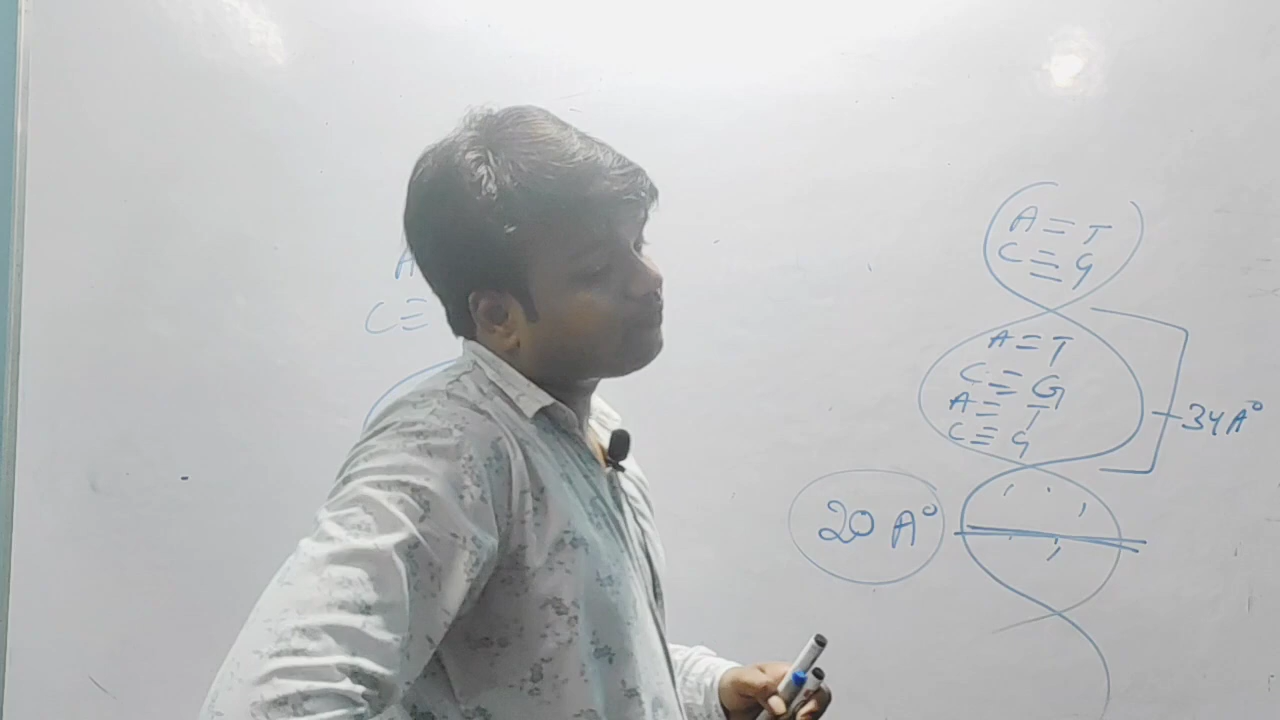 A
C≡
A = T
C ≡ G
A = T
C ≡ G
A = T
C ≡ G
34A°
20 A°